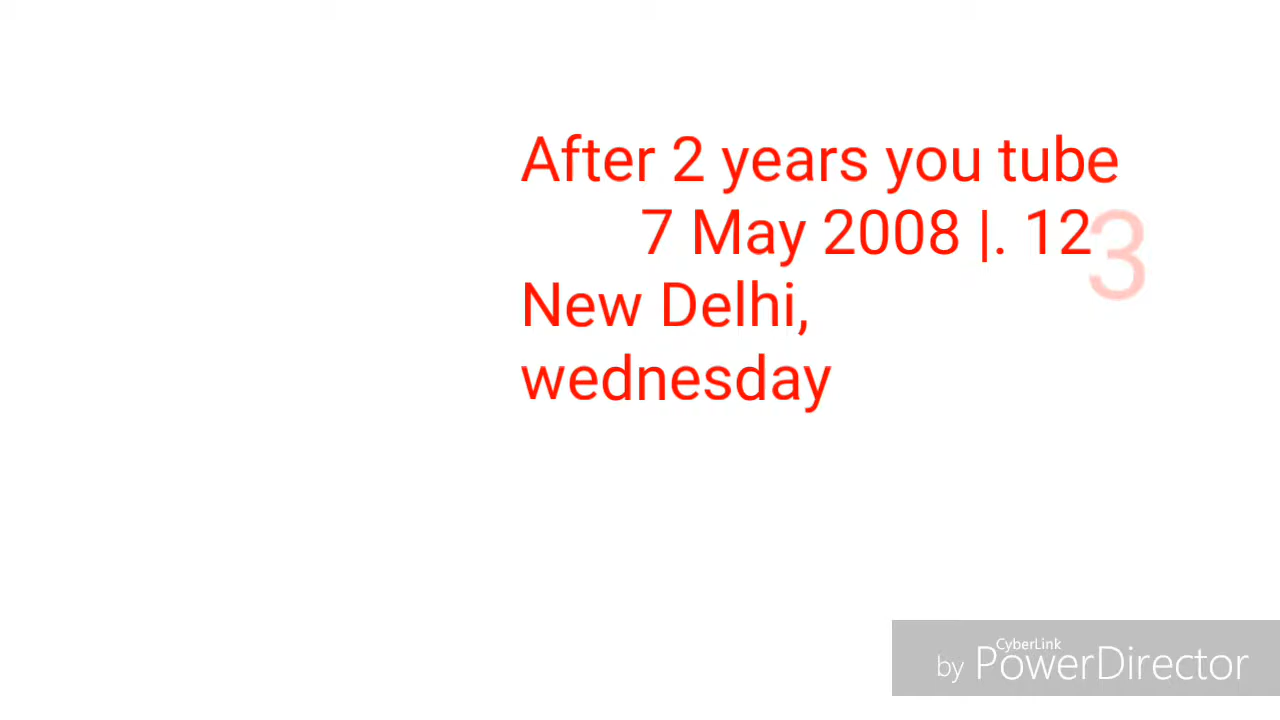 After 2 years you tube
7 May 2008 |. 123
New Delhi,
wednesday
CyberLink
by PowerDirector